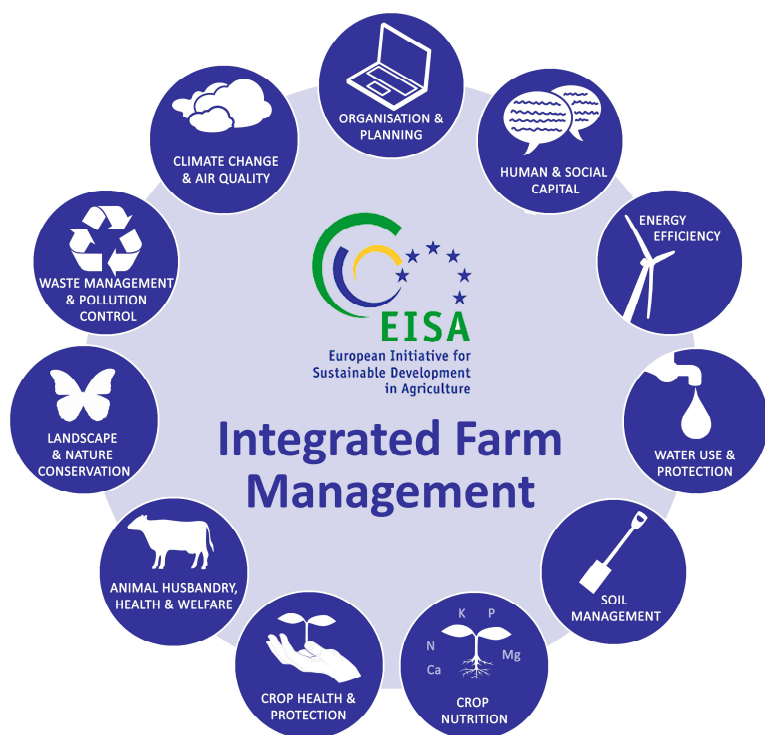 ORGANISATION &
PLANNING
HUMAN & SOCIAL
CAPITAL
ENERGY
EFFICIENCY
WATER USE &
PROTECTION
SOIL
MANAGEMENT
K P
N Mg
Ca
CROP
NUTRITION
CROP HEALTH &
PROTECTION
ANIMAL HUSBANDRY,
HEALTH & WELFARE
LANDSCAPE
& NATURE
CONSERVATION
WASTE MANAGEMENT
& POLLUTION
CONTROL
CLIMATE CHANGE
& AIR QUALITY
EISA
European Initiative for
Sustainable Development
in Agriculture
Integrated Farm
Management